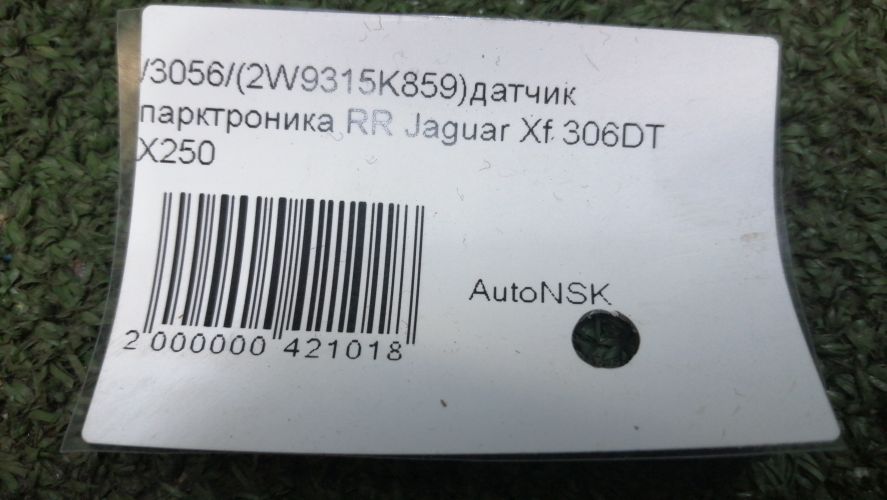 /3056/(2W9315K859)датчик
парктроника RR Jaguar Xf 306DT
X250
AutoNSK
2 000000 421018